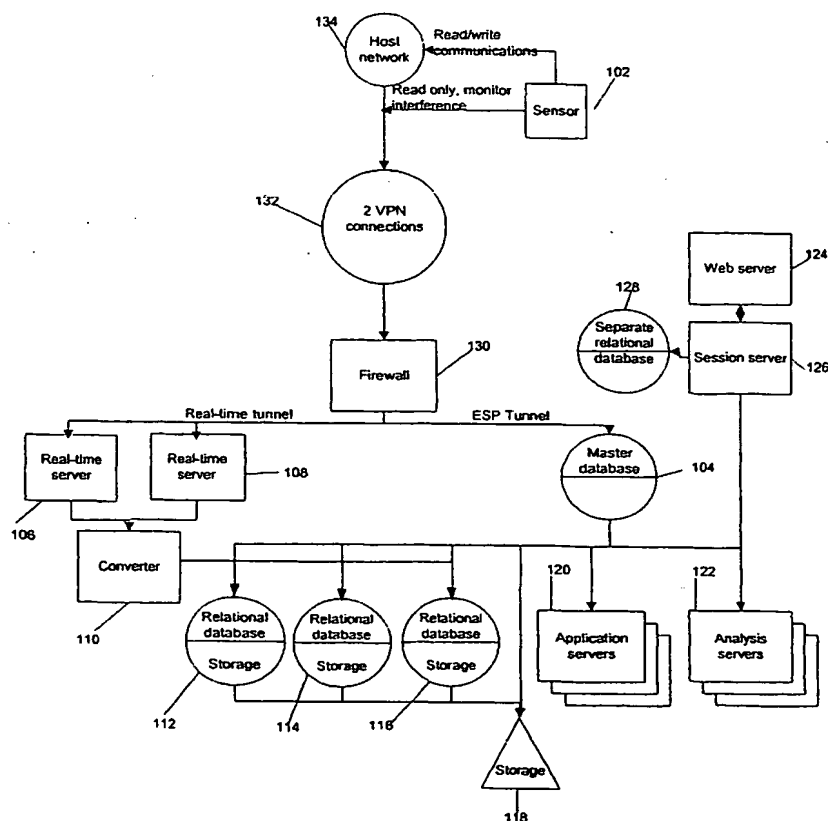 134
Host
network
Read/write
communications
102
Read only, monitor
interference
Sensor
132
2 VPN
connections
124
Web server
128
Separate
relational
database
Session server
126
130
Firewall
Real-time tunnel
ESP Tunnel
Real-time
server
Real-time
server
108
Master
database
104
106
Converter
110
120
122
Relational
database
Storage
Relational
database
Storage
Relational
database
Storage
Application
servers
Analysis
servers
112
114
116
Storage
118